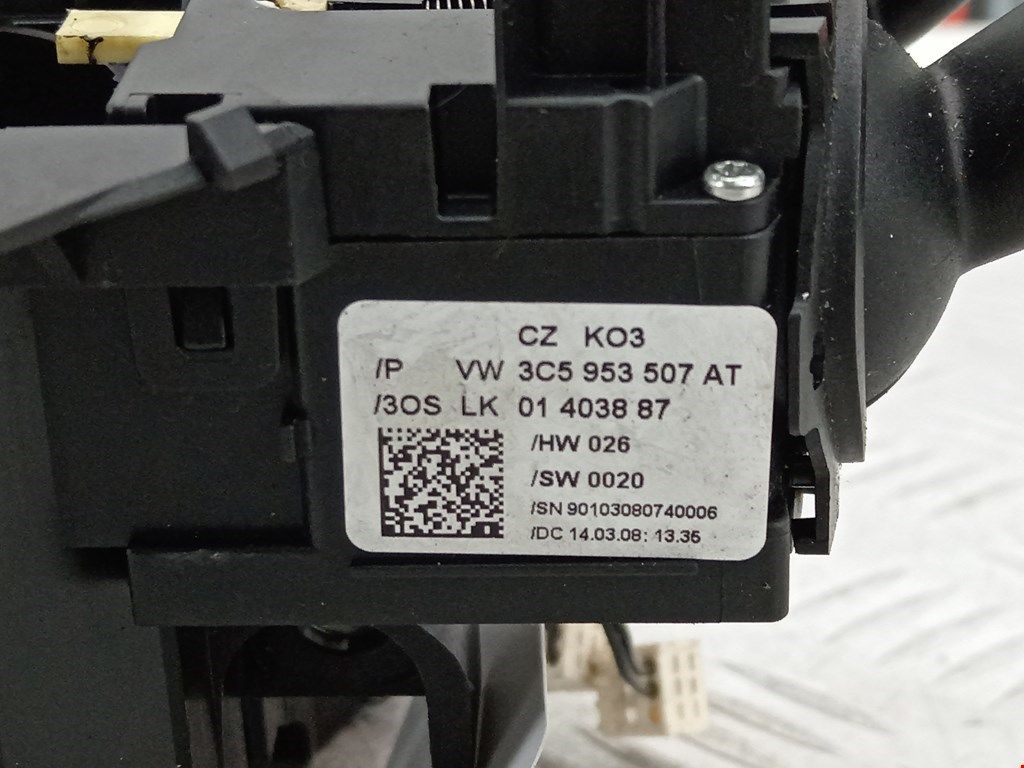 CZ KO3
/P VW 3C5 953 507 AT
/3OS LK 01 4038 87
/HW 026
/SW 0020
/SN 90103080740006
/DC 14.03.08: 13.35